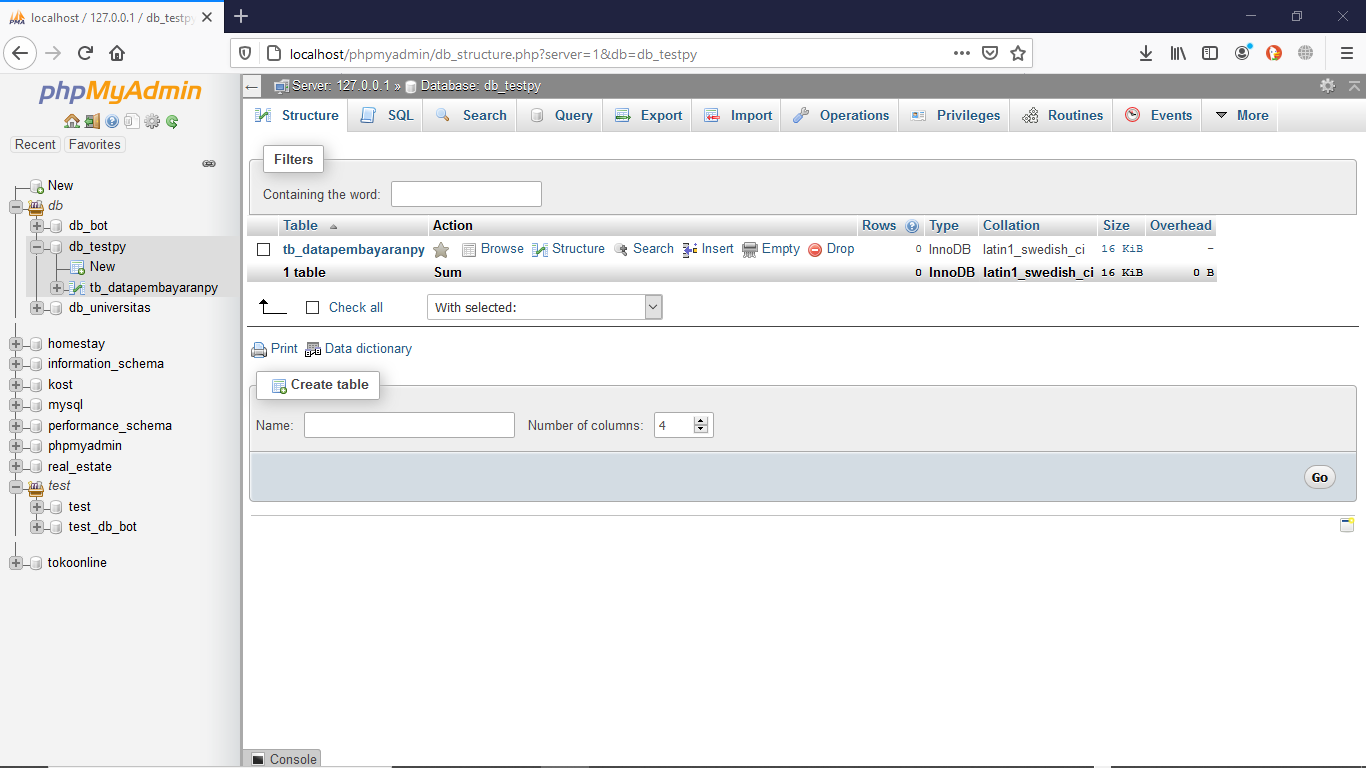 localhost / 127.0.0.1 / db_testpy
localhost/phpmyadmin/db_structure.php?server=1&db=db_testpy
phpMyAdmin
Recent Favorites
New
db
db_bot
db_testpy
New
tb_datapembayaranpy
db_universitas
homestay
information_schema
kost
mysql
performance_schema
phpmyadmin
real_estate
test
test
test_db_bot
tokoonline
Server: 127.0.0.1 » Database: db_testpy
Structure SQL Search Query Export Import Operations Privileges Routines Events More
Filters
Containing the word:
Table Action Rows Type Collation Size Overhead
tb_datapembayaranpy Browse Structure Search Insert Empty Drop 0 InnoDB latin1_swedish_ci 16 KiB -
1 table Sum 0 InnoDB latin1_swedish_ci 16 KiB 0 B
Check all With selected:
Print Data dictionary
Create table
Name: Number of columns: 4
Go
Console